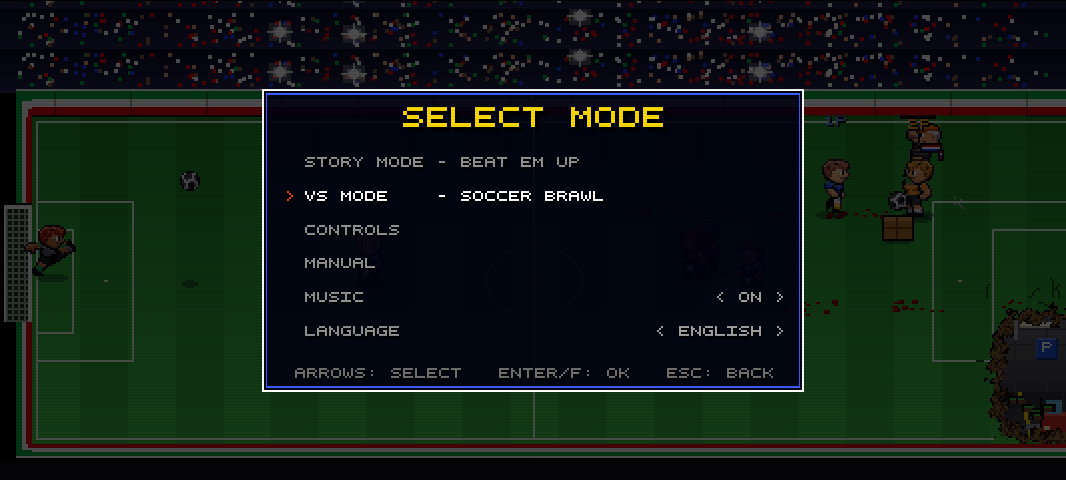 SELECT MODE
STORY MODE - BEAT EM UP
> VS MODE - SOCCER BRAWL
CONTROLS
MANUAL
MUSIC < ON >
LANGUAGE < ENGLISH >
ARROWS: SELECT ENTER/F: OK ESC: BACK
P